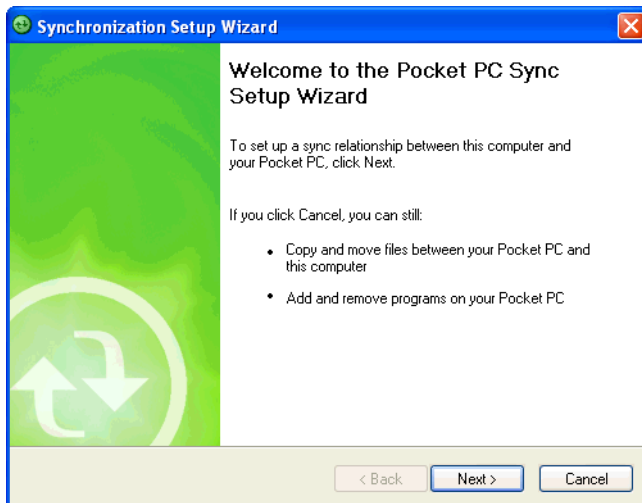 Synchronization Setup Wizard
Welcome to the Pocket PC Sync
Setup Wizard
To set up a sync relationship between this computer and
your Pocket PC, click Next.
If you click Cancel, you can still:
• Copy and move files between your Pocket PC and
this computer
• Add and remove programs on your Pocket PC
< Back
Next >
Cancel